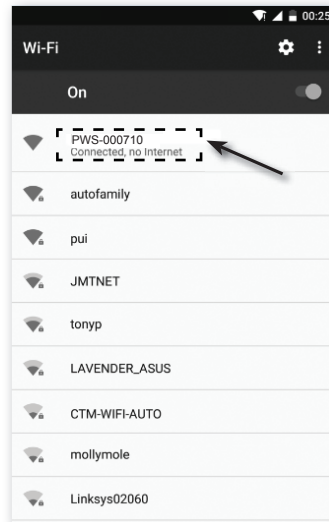 00:25
Wi-Fi
On
PWS-000710
Connected, no Internet
autofamily
pui
JMTNET
tonyp
LAVENDER_ASUS
CTM-WIFI-AUTO
mollymole
Linksys02060